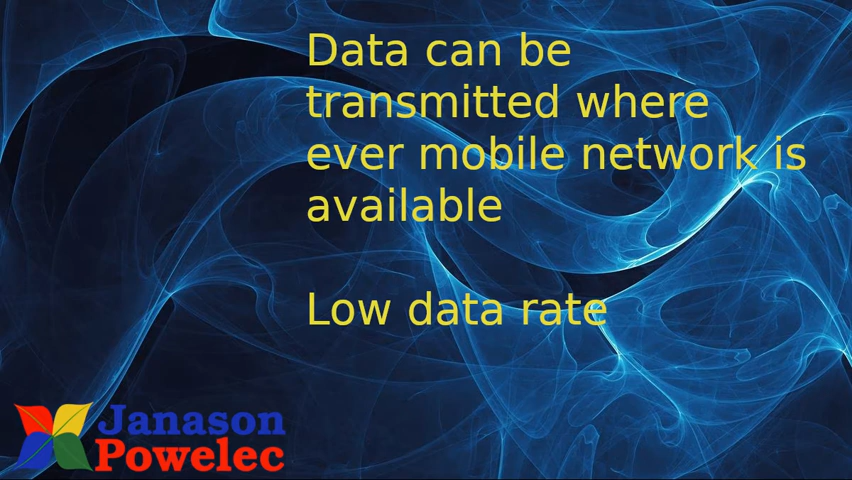 Data can be
transmitted where
ever mobile network is
available
Low data rate
Janason
Powelec